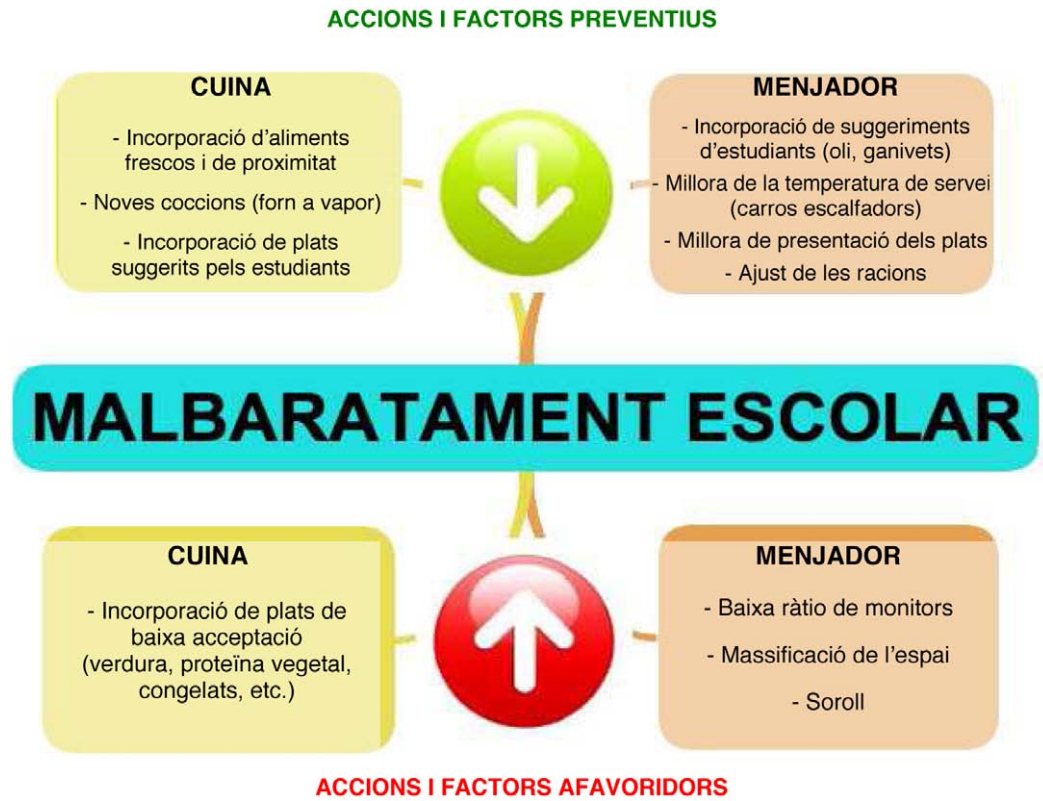 ACCIONS I FACTORS PREVENTIUS
CUINA
- Incorporació d'aliments
frescos i de proximitat
- Noves coccions (forn a vapor)
- Incorporació de plats
suggerits pels estudiants
MENJADOR
- Incorporació de suggeriments
d'estudiants (oli, ganivets)
- Millora de la temperatura de servei
(carros escalfadors)
- Millora de presentació dels plats
- Ajust de les racions
MALBARATAMENT ESCOLAR
CUINA
- Incorporació de plats de
baixa acceptació
(verdura, proteïna vegetal,
congelats, etc.)
MENJADOR
- Baixa ràtio de monitors
- Massificació de l'espai
- Soroll
ACCIONS I FACTORS AFAVORIDORS